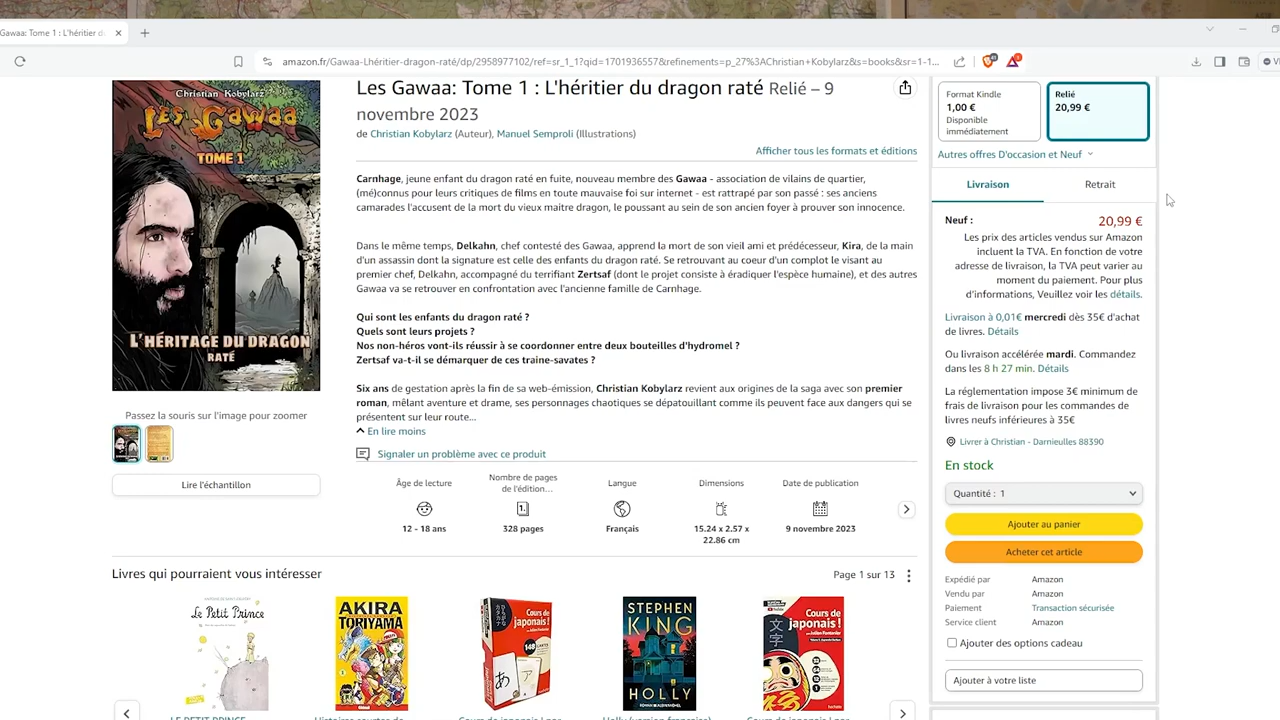 Gawaa: Tome 1 : L'héritier d
amazon.fr/Gawaa-Lhéritier-dragon-raté/dp/2958977102/ref=sr_1_1?qid=1701936557&refinements=p_27%3AChristian+Kobylarz&s=books&sr=1-1...
Christian Kobylarz
Les Gawaa
TOME 1
L'HÉRITAGE DU DRAGON
RATÉ
Passez la souris sur l'image pour zoomer
Lire l'échantillon
Les Gawaa: Tome 1 : L'héritier du dragon raté Relié – 9
novembre 2023
de Christian Kobylarz (Auteur), Manuel Semproli (Illustrations)
Afficher tous les formats et éditions
Carnhage, jeune enfant du dragon raté en fuite, nouveau membre des Gawaa - association de vilains de quartier,
(mé)connus pour leurs critiques de films en toute mauvaise foi sur internet - est rattrapé par son passé : ses anciens
camarades l'accusent de la mort du vieux maitre dragon, le poussant au sein de son ancien foyer à prouver son innocence.
Dans le même temps, Delkahn, chef contesté des Gawaa, apprend la mort de son vieil ami et prédécesseur, Kira, de la main
d'un assassin dont la signature est celle des enfants du dragon raté. Se retrouvant au coeur d'un complot le visant au
premier chef, Delkahn, accompagné du terrifiant Zertsaf (dont le projet consiste à éradiquer l'espèce humaine), et des autres
Gawaa va se retrouver en confrontation avec l'ancienne famille de Carnhage.
Qui sont les enfants du dragon raté ?
Quels sont leurs projets ?
Nos non-héros vont-ils réussir à se coordonner entre deux bouteilles d'hydromel ?
Zertsaf va-t-il se démarquer de ces traine-savates ?
Six ans de gestation après la fin de sa web-émission, Christian Kobylarz revient aux origines de la saga avec son premier
roman, mêlant aventure et drame, ses personnages chaotiques se dépatouillant comme ils peuvent face aux dangers qui se
présentent sur leur route...
En lire moins
Signaler un problème avec ce produit
Âge de lecture
12 - 18 ans
Nombre de pages
de l'édition...
328 pages
Langue
Français
Dimensions
15.24 x 2.57 x
22.86 cm
Date de publication
9 novembre 2023
Format Kindle
1,00 €
Disponible
immédiatement
Relié
20,99 €
Autres offres D'occasion et Neuf
Livraison
Retrait
Neuf : 20,99 €
Les prix des articles vendus sur Amazon
incluent la TVA. En fonction de votre
adresse de livraison, la TVA peut varier au
moment du paiement. Pour plus
d'informations, Veuillez voir les détails.
Livraison à 0,01€ mercredi dès 35€ d'achat
de livres. Détails
Ou livraison accélérée mardi. Commandez
dans les 8 h 27 min. Détails
La réglementation impose 3€ minimum de
frais de livraison pour les commandes de
livres neufs inférieures à 35€
Livrer à Christian - Darnieulles 88390
En stock
Quantité : 1
Ajouter au panier
Acheter cet article
Expédié par Amazon
Vendu par Amazon
Paiement Transaction sécurisée
Service client Amazon
Ajouter des options cadeau
Ajouter à votre liste
Livres qui pourraient vous intéresser
Page 1 sur 13
Le Petit Prince
AKIRA
TORIYAMA
Cours de
japonais!
STEPHEN
KING
HOLLY
Cours de
japonais!
文
字
LE PETIT PRINCE
Cours de japonais
Holly (version française)
Cours de japonais